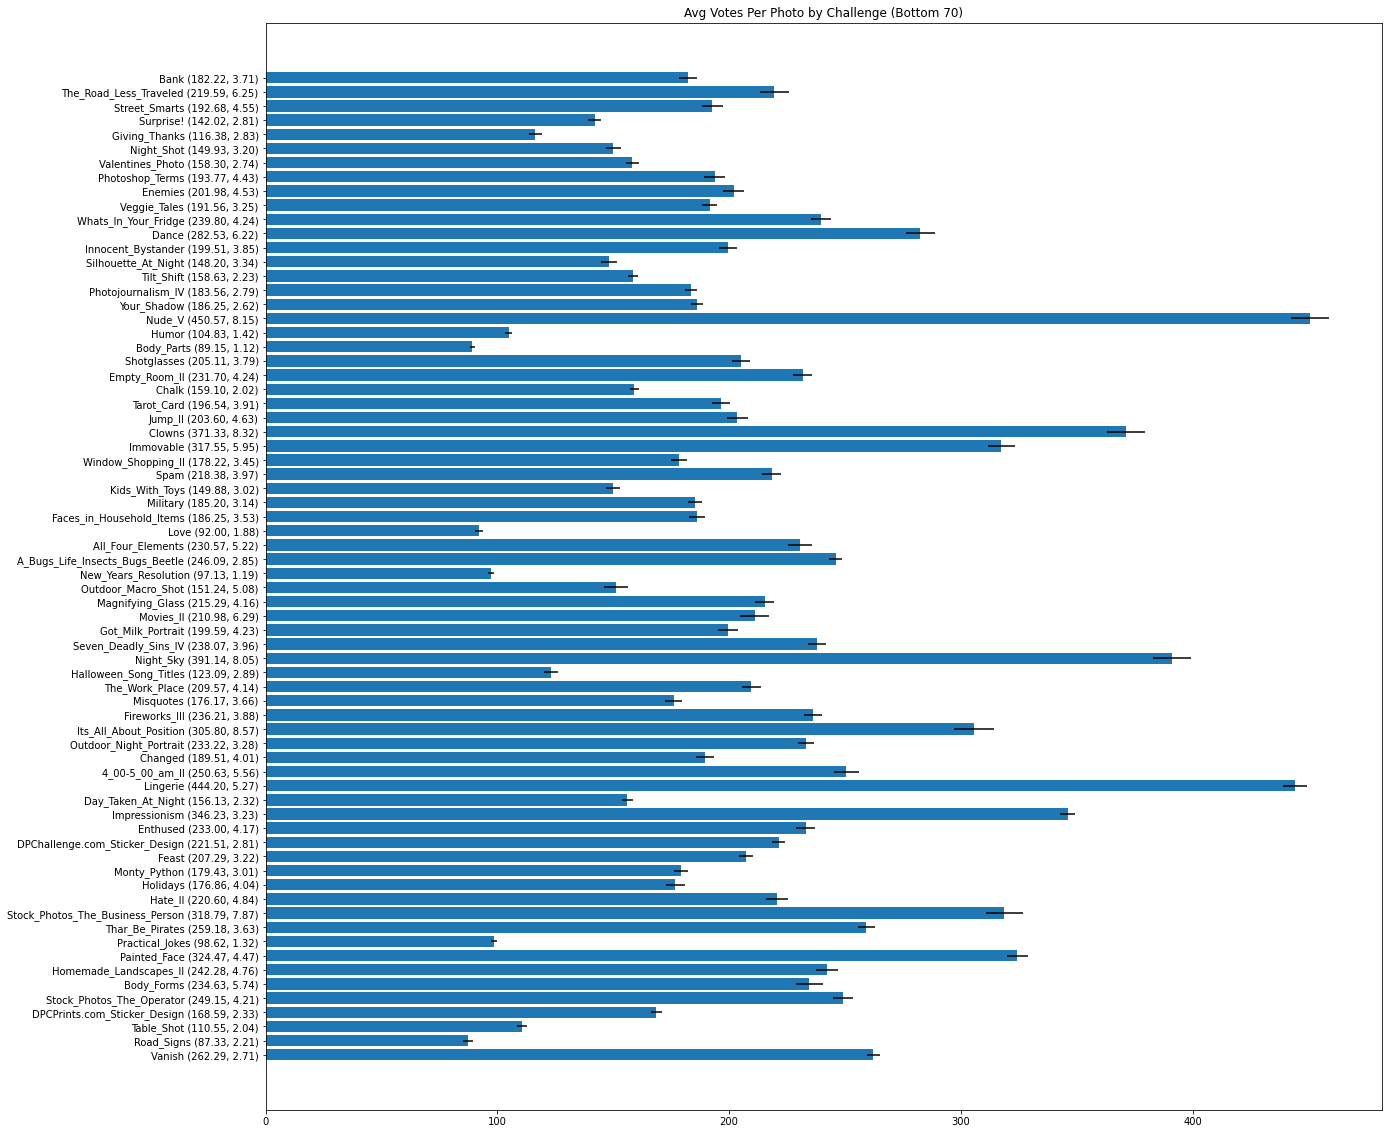 Avg Votes Per Photo by Challenge (Bottom 70)
Bank (182.22, 3.71)
The_Road_Less_Traveled (219.59, 6.25)
Street_Smarts (192.68, 4.55)
Surprise! (142.02, 2.81)
Giving_Thanks (116.38, 2.83)
Night_Shot (149.93, 3.20)
Valentines_Photo (158.30, 2.74)
Photoshop_Terms (193.77, 4.43)
Enemies (201.98, 4.53)
Veggie_Tales (191.56, 3.25)
Whats_In_Your_Fridge (239.80, 4.24)
Dance (282.53, 6.22)
Innocent_Bystander (199.51, 3.85)
Silhouette_At_Night (148.20, 3.34)
Tilt_Shift (158.63, 2.23)
Photojournalism_IV (183.56, 2.79)
Your_Shadow (186.25, 2.62)
Nude_V (450.57, 8.15)
Humor (104.83, 1.42)
Body_Parts (89.15, 1.12)
Shotglasses (205.11, 3.79)
Empty_Room_II (231.70, 4.24)
Chalk (159.10, 2.02)
Tarot_Card (196.54, 3.91)
Jump_II (203.60, 4.63)
Clowns (371.33, 8.32)
Immovable (317.55, 5.95)
Window_Shopping_II (178.22, 3.45)
Spam (218.38, 3.97)
Kids_With_Toys (149.88, 3.02)
Military (185.20, 3.14)
Faces_in_Household_Items (186.25, 3.53)
Love (92.00, 1.88)
All_Four_Elements (230.57, 5.22)
A_Bugs_Life_Insects_Bugs_Beetle (246.09, 2.85)
New_Years_Resolution (97.13, 1.19)
Outdoor_Macro_Shot (151.24, 5.08)
Magnifying_Glass (215.29, 4.16)
Movies_II (210.98, 6.29)
Got_Milk_Portrait (199.59, 4.23)
Seven_Deadly_Sins_IV (238.07, 3.96)
Night_Sky (391.14, 8.05)
Halloween_Song_Titles (123.09, 2.89)
The_Work_Place (209.57, 4.14)
Misquotes (176.17, 3.66)
Fireworks_III (236.21, 3.88)
Its_All_About_Position (305.80, 8.57)
Outdoor_Night_Portrait (233.22, 3.28)
Changed (189.51, 4.01)
4_00-5_00_am_II (250.63, 5.56)
Lingerie (444.20, 5.27)
Day_Taken_At_Night (156.13, 2.32)
Impressionism (346.23, 3.23)
Enthused (233.00, 4.17)
DPChallenge.com_Sticker_Design (221.51, 2.81)
Feast (207.29, 3.22)
Monty_Python (179.43, 3.01)
Holidays (176.86, 4.04)
Hate_II (220.60, 4.84)
Stock_Photos_The_Business_Person (318.79, 7.87)
Thar_Be_Pirates (259.18, 3.63)
Practical_Jokes (98.62, 1.32)
Painted_Face (324.47, 4.47)
Homemade_Landscapes_II (242.28, 4.76)
Body_Forms (234.63, 5.74)
Stock_Photos_The_Operator (249.15, 4.21)
DPCPrints.com_Sticker_Design (168.59, 2.33)
Table_Shot (110.55, 2.04)
Road_Signs (87.33, 2.21)
Vanish (262.29, 2.71)
0 100 200 300 400